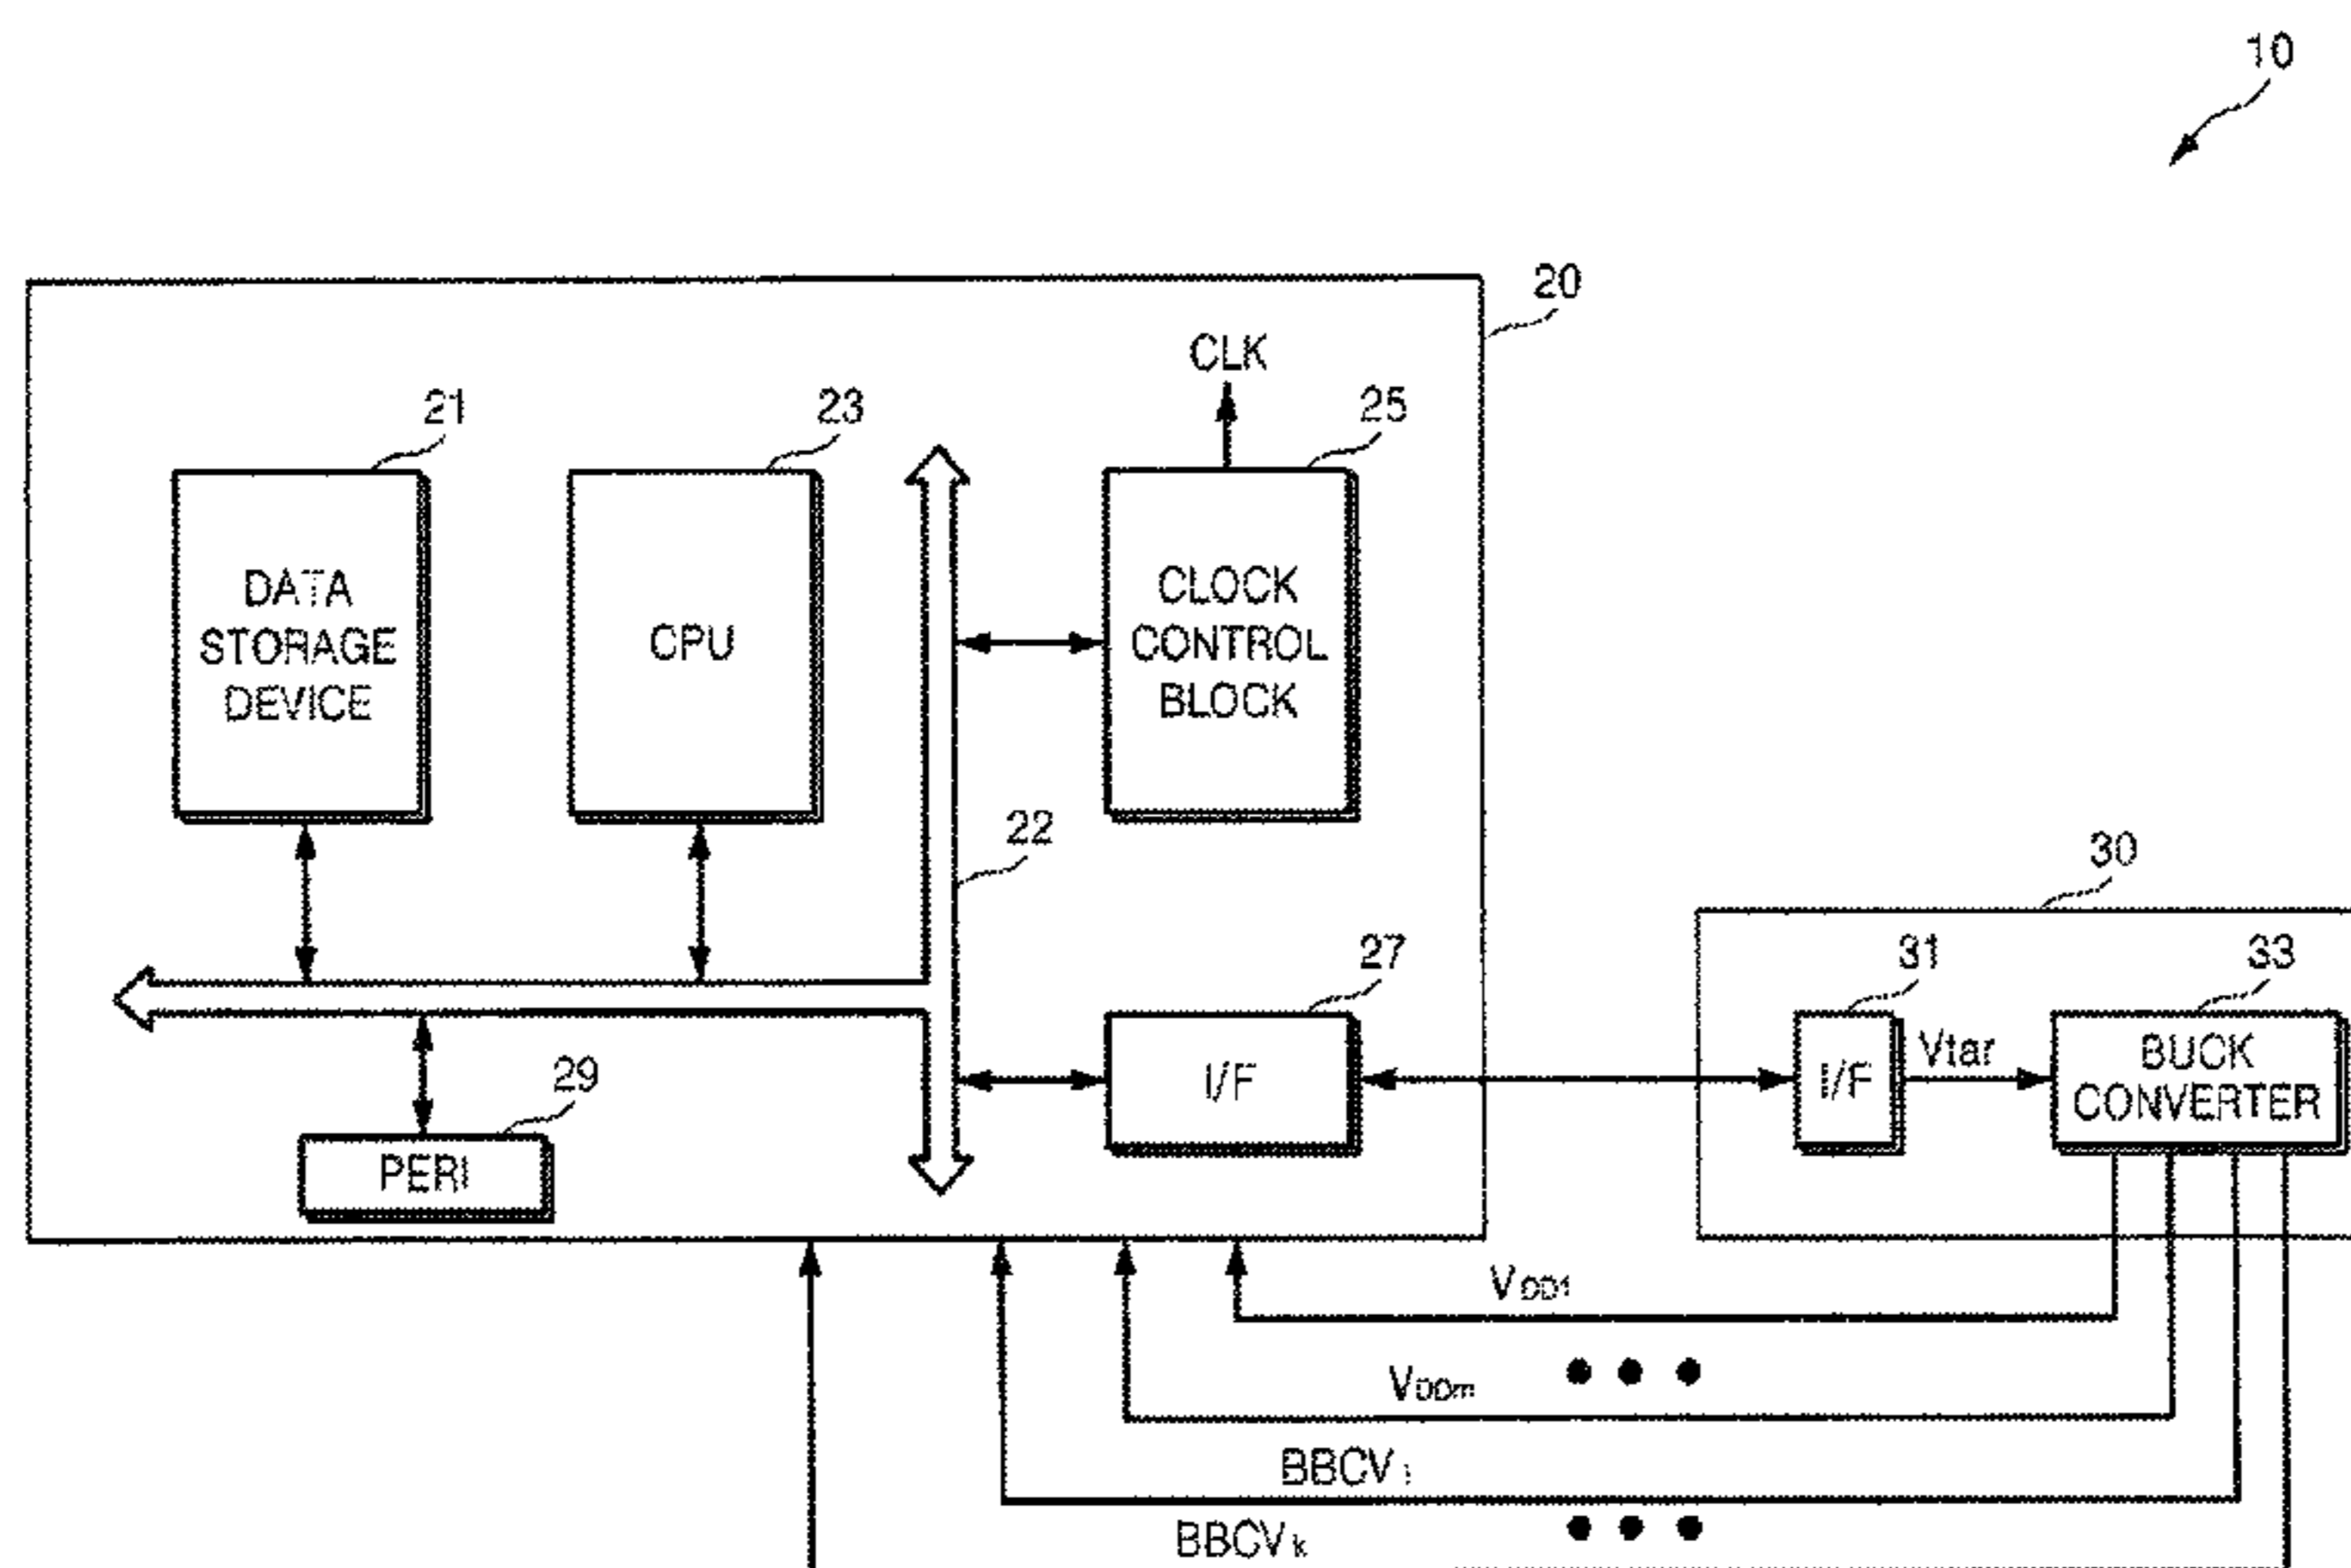 10
20
CLK
21
23
25
DATA
STORAGE
DEVICE
CPU
CLOCK
CONTROL
BLOCK
22
30
27
31
33
I/F
I/F
Vtar
BUCK
CONVERTER
29
PERI
VDD1
VDDm
BBCV1
BBCVk